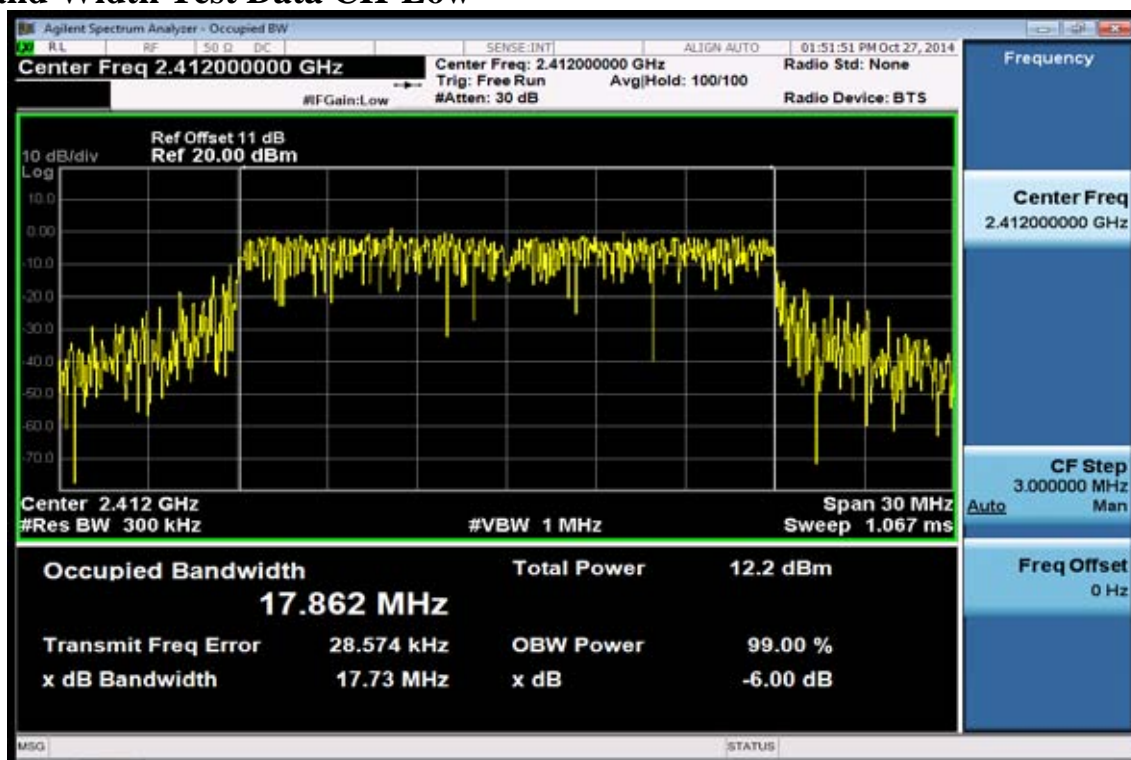 and Width Test Data CH-Low
Agilent Spectrum Analyzer - Occupied BW
RL RF 50 Ω DC SENSE:INT ALIGN AUTO 01:51:51 PM Oct 27, 2014
Center Freq 2.412000000 GHz
Center Freq: 2.412000000 GHz
Radio Std: None
Trig: Free Run Avg|Hold: 100/100
#IFGain:Low
#Atten: 30 dB
Radio Device: BTS
Ref Offset 11 dB
10 dB/div Ref 20.00 dBm
Log
10.0
0.00
-10.0
-20.0
-30.0
-40.0
-50.0
-60.0
-70.0
Center 2.412 GHz Span 30 MHz
#Res BW 300 kHz #VBW 1 MHz Sweep 1.067 ms
Occupied Bandwidth Total Power 12.2 dBm
17.862 MHz
Transmit Freq Error 28.574 kHz OBW Power 99.00 %
x dB Bandwidth 17.73 MHz x dB -6.00 dB
MSG STATUS
Frequency
Center Freq
2.412000000 GHz
CF Step
3.000000 MHz
Auto Man
Freq Offset
0 Hz